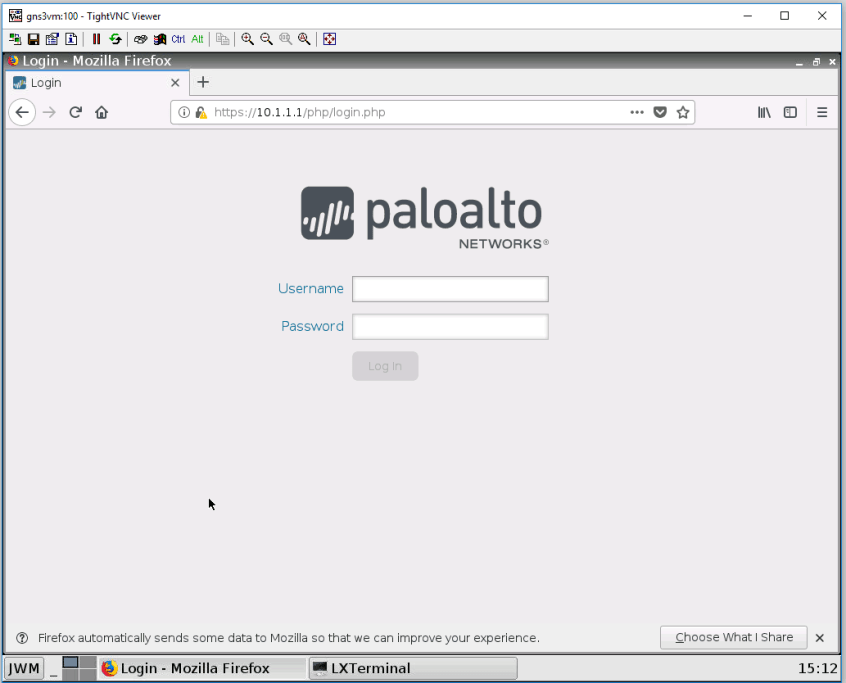 gns3vm:100 - TightVNC Viewer
Ctrl Alt
Login - Mozilla Firefox
Login
https://10.1.1.1/php/login.php
paloalto
NETWORKS®
Username
Password
Log In
Firefox automatically sends some data to Mozilla so that we can improve your experience.
Choose What I Share
JWM
Login - Mozilla Firefox
LXTerminal
15:12